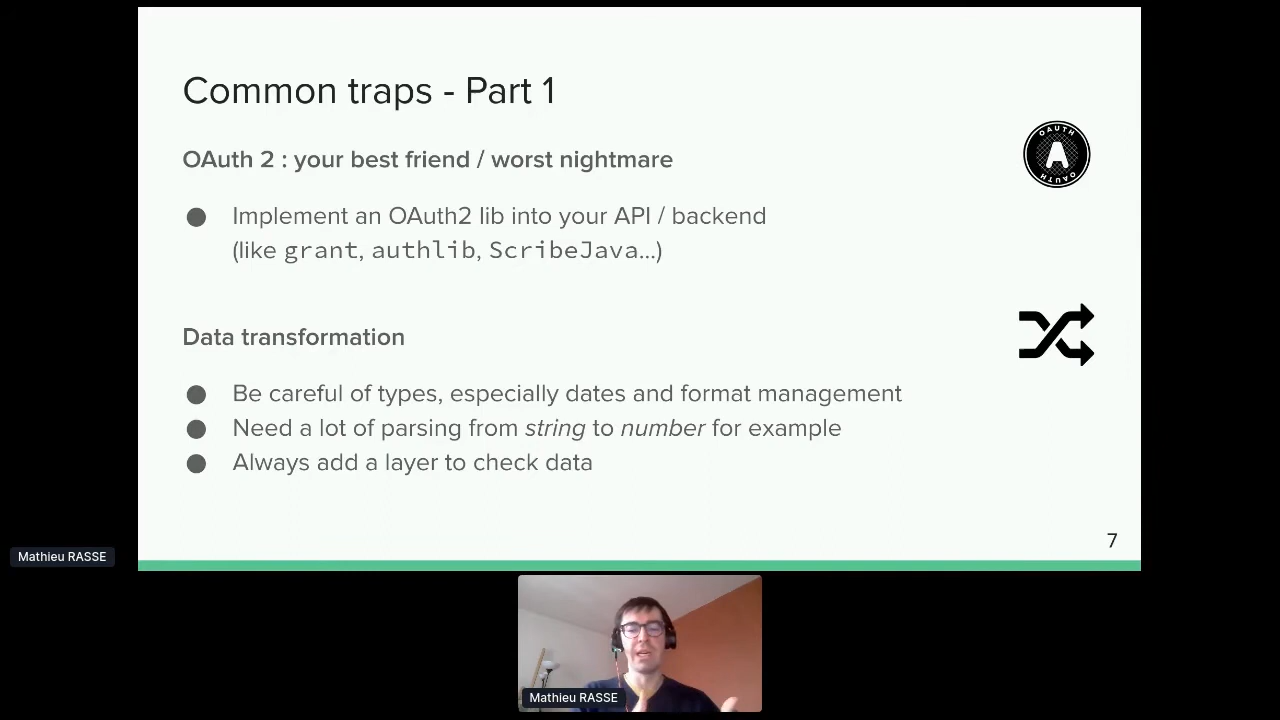 Common traps - Part 1
OAuth 2 : your best friend / worst nightmare
OAUTH
A
OAUTH
● Implement an OAuth2 lib into your API / backend
(like grant, authlib, ScribeJava...)
Data transformation
● Be careful of types, especially dates and format management
● Need a lot of parsing from string to number for example
● Always add a layer to check data
7
Mathieu RASSE
Mathieu RASSE